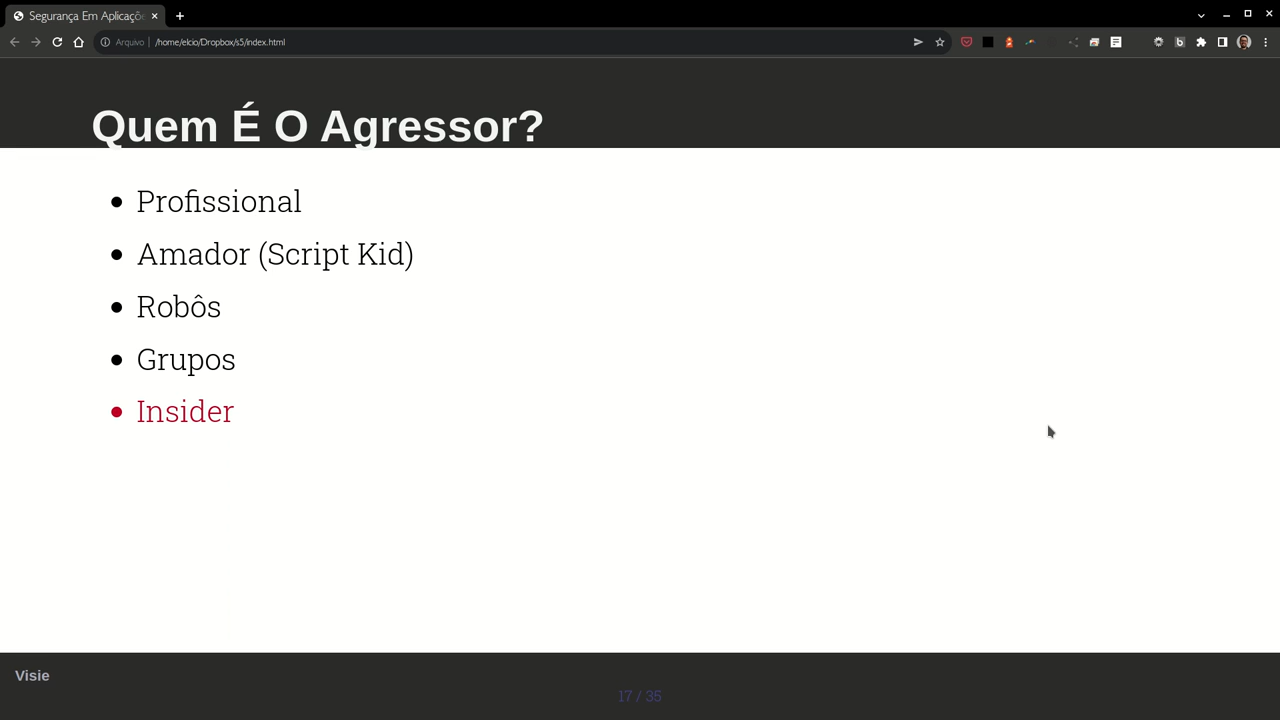 Segurança Em Aplicaçõ
Arquivo
/home/elcio/Dropbox/s5/index.html
Quem É O Agressor?
Profissional
Amador (Script Kid)
Robôs
Grupos
Insider
Visie
17 / 35